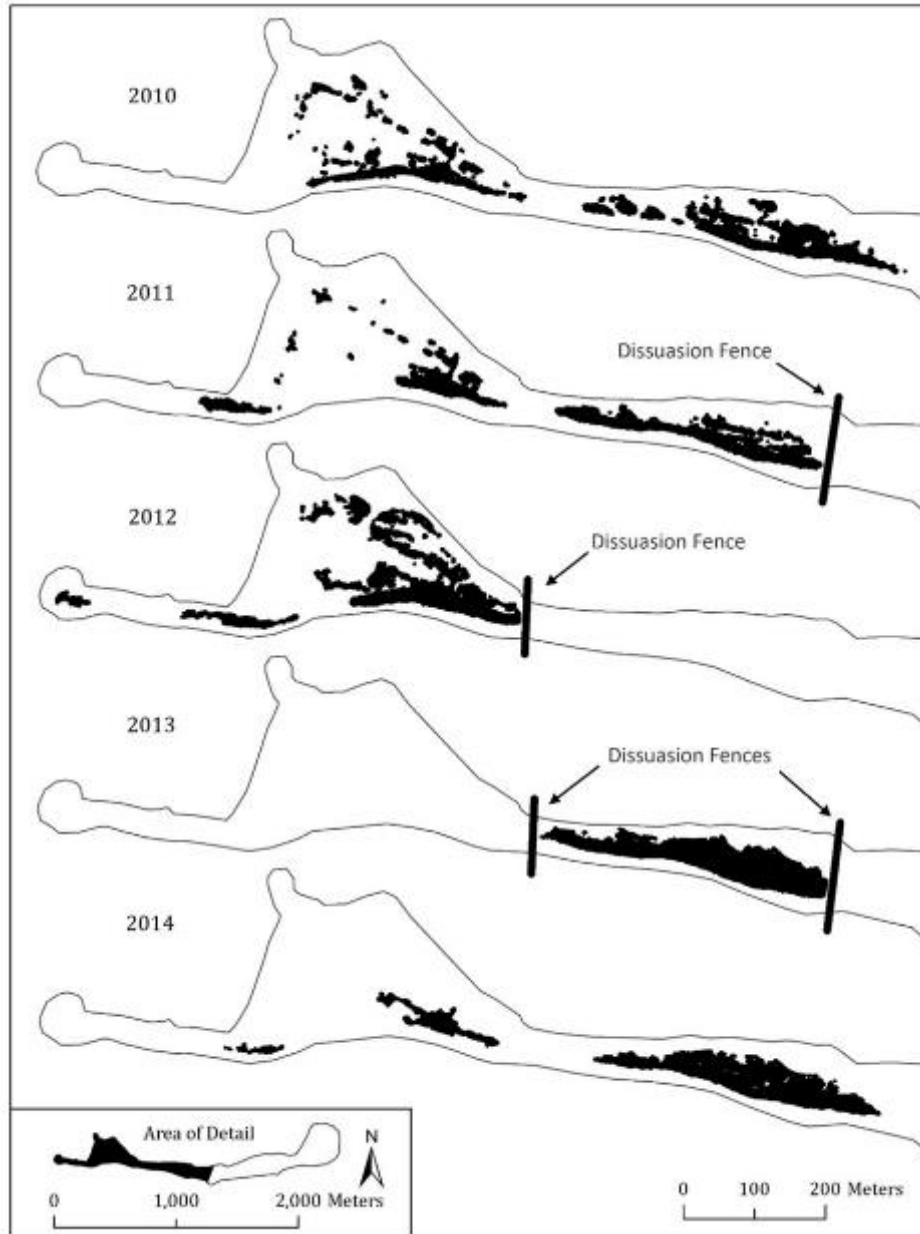 2010
2011
Dissuasion Fence
2012
Dissuasion Fence
2013
Dissuasion Fences
2014
Area of Detail
N
0 1,000 2,000 Meters
0 100 200 Meters